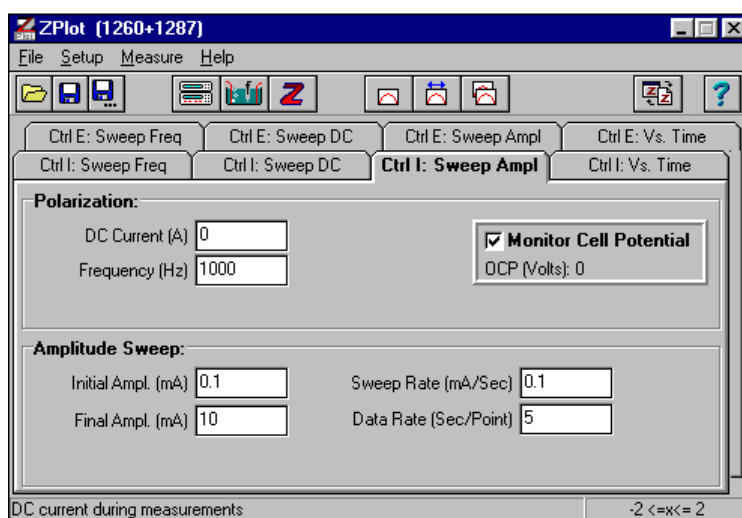 ZPlot (1260+1287)
File Setup Measure Help
Ctrl E: Sweep Freq Ctrl E: Sweep DC Ctrl E: Sweep Ampl Ctrl E: Vs. Time
Ctrl I: Sweep Freq Ctrl I: Sweep DC Ctrl I: Sweep Ampl Ctrl I: Vs. Time
Polarization:
DC Current (A) 0
Frequency (Hz) 1000
Monitor Cell Potential
OCP (Volts): 0
Amplitude Sweep:
Initial Ampl. (mA) 0.1 Sweep Rate (mA/Sec) 0.1
Final Ampl. (mA) 10 Data Rate (Sec/Point) 5
DC current during measurements -2 <=x<= 2